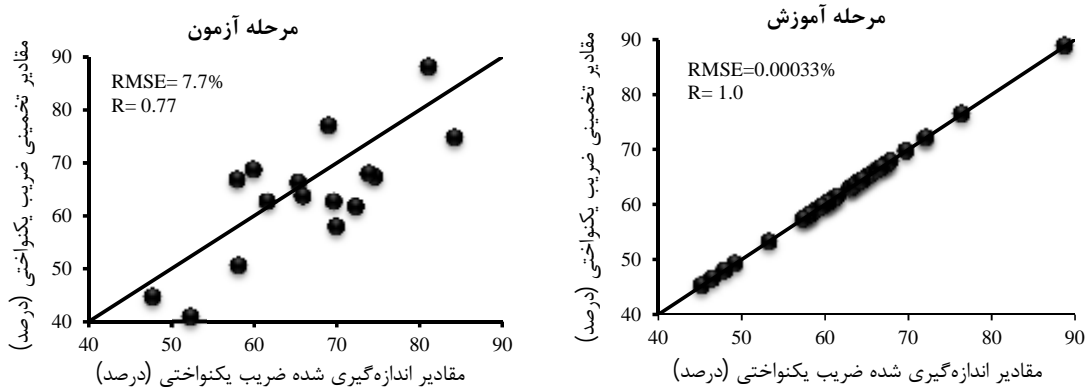 مرحله آزمون
مقادیر تخمینی ضریب یکنواختی (درصد)
RMSE= 7.7%
R= 0.77
90
80
70
60
50
40
40 50 60 70 80 90
مقادیر اندازه‌گیری شده ضریب یکنواختی (درصد)
مرحله آموزش
مقادیر تخمینی ضریب یکنواختی (درصد)
RMSE=0.00033%
R= 1.0
90
80
70
60
50
40
40 50 60 70 80 90
مقادیر اندازه‌گیری شده ضریب یکنواختی (درصد)